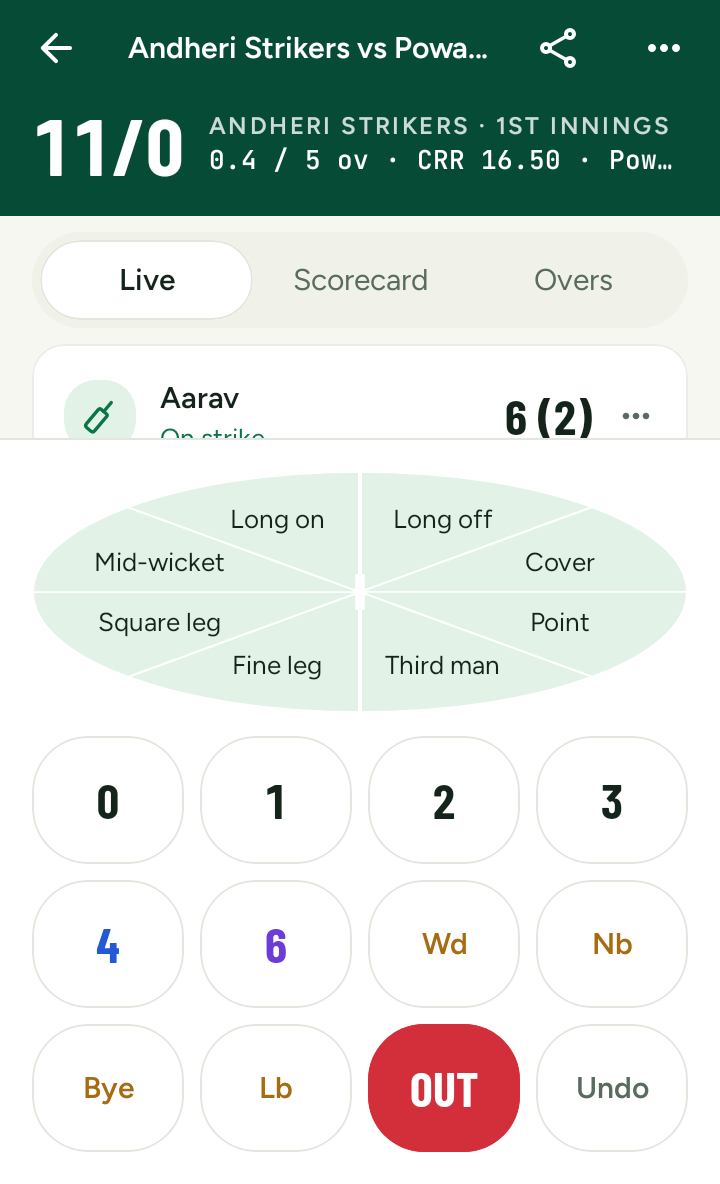 Andheri Strikers vs Powa...
11/0
ANDHERI STRIKERS · 1ST INNINGS
0.4 / 5 ov · CRR 16.50 · Pow…
Live Scorecard Overs
Aarav
6 (2)
On strike
Long on Long off
Mid-wicket Cover
Square leg Point
Fine leg Third man
0 1 2 3
4 6 Wd Nb
Bye Lb OUT Undo